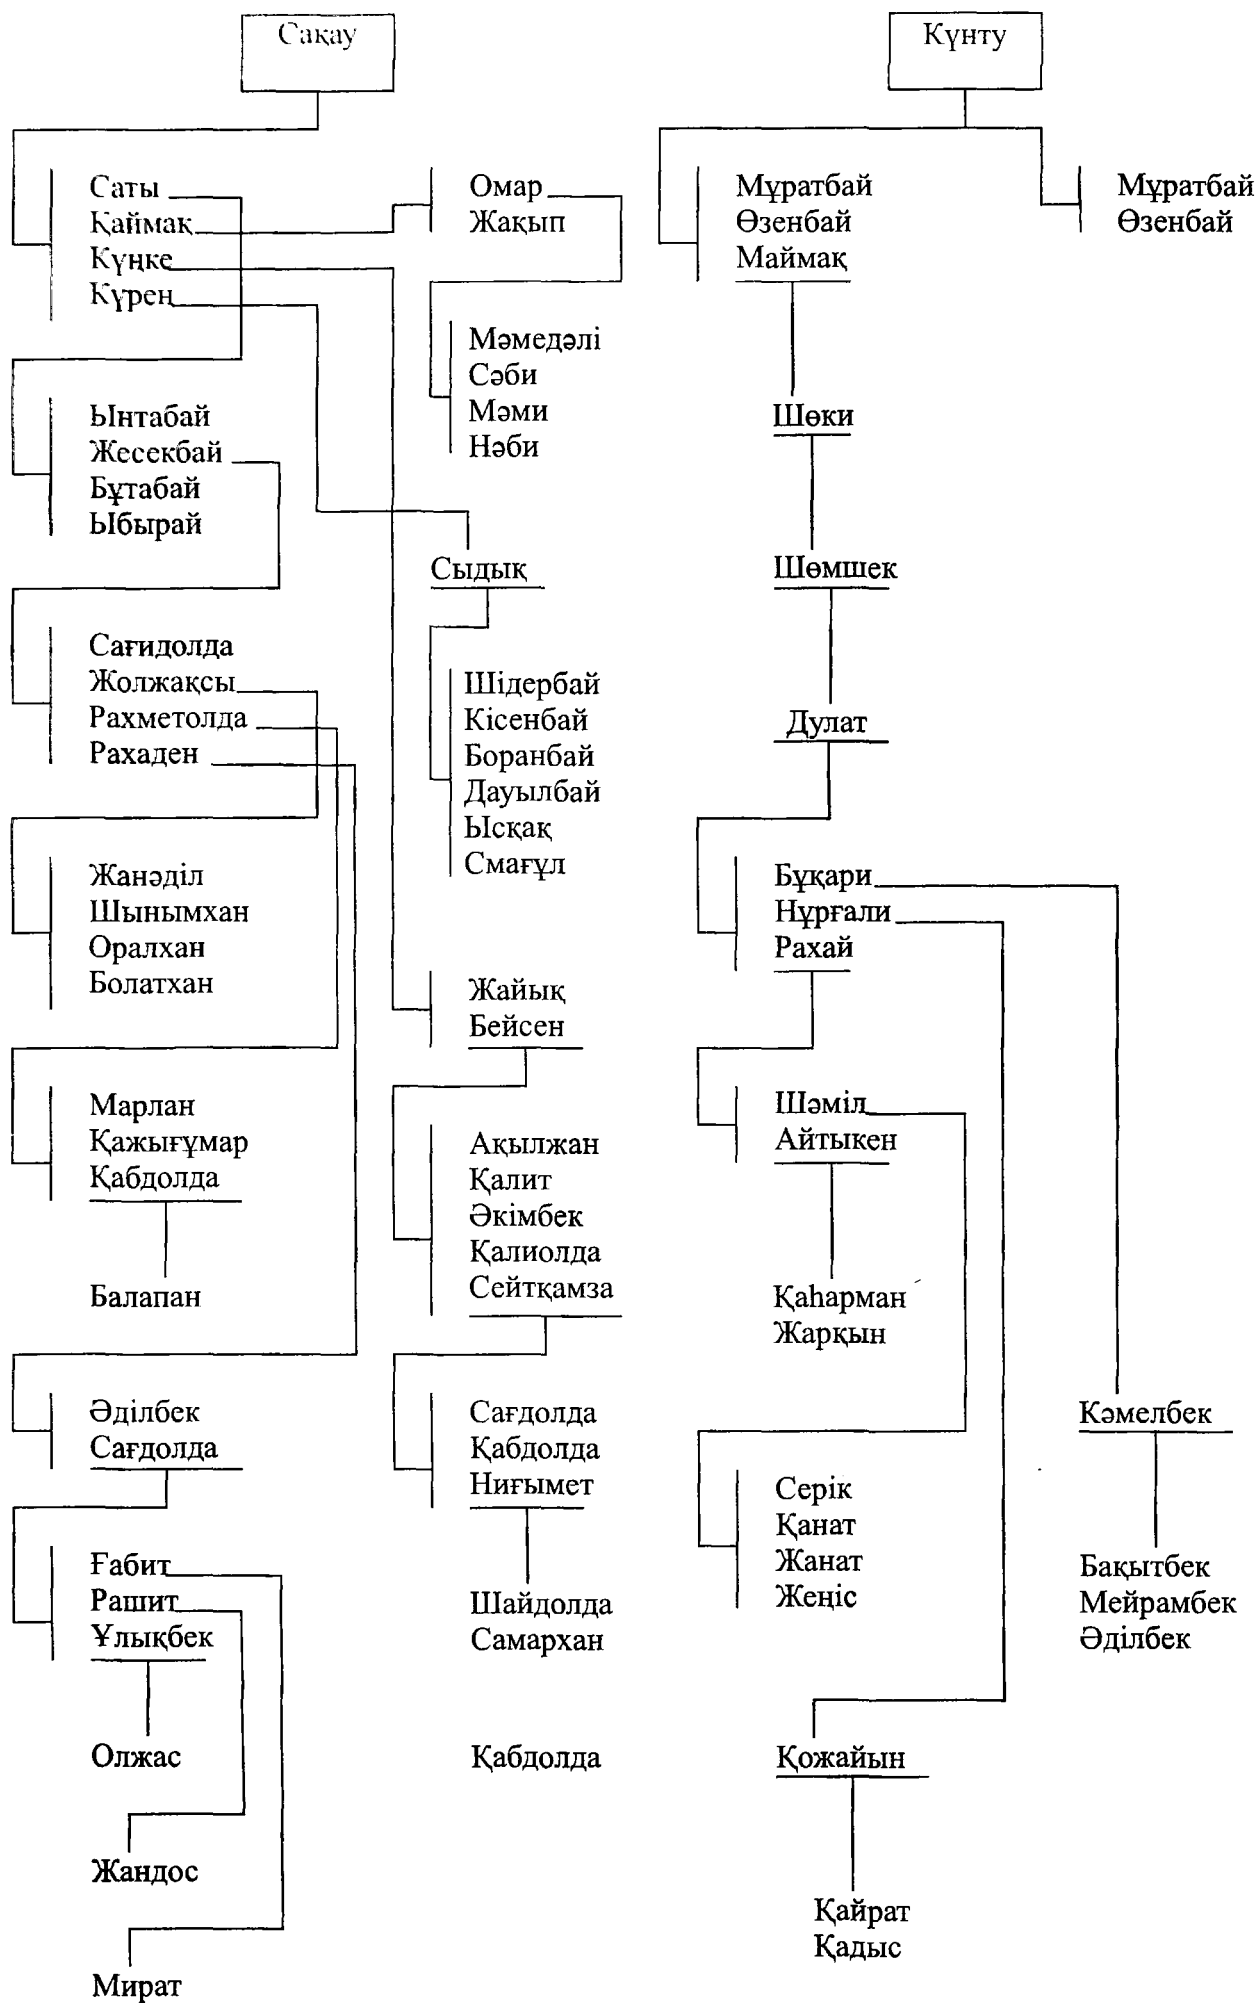 Сақау
Саты
Қаймақ
Күңке
Күрең
Омар
Жақып
Мәмедәлі
Сәби
Мәми
Нәби
Ынтабай
Жесекбай
Бұтабай
Ыбырай
Сыдық
Сағидолда
Жолжақсы
Рахметолда
Рахаден
Шідербай
Кісенбай
Боранбай
Дауылбай
Ысқақ
Смағұл
Жанәділ
Шынымхан
Оралхан
Болатхан
Жайық
Бейсен
Марлан
Қажығұмар
Қабдолда
Балапан
Ақылжан
Қалит
Әкімбек
Қалиолда
Сейтқамза
Әділбек
Сағдолда
Сағдолда
Қабдолда
Ниғымет
Ғабит
Рашит
Ұлықбек
Шайдолда
Самархан
Олжас
Қабдолда
Жандос
Мират
Күнту
Мұратбай
Өзенбай
Маймақ
Мұратбай
Өзенбай
Шөки
Шөмшек
Дулат
Бұқари
Нұрғали
Рахай
Шәміл
Айтыкен
Қаһарман
Жарқын
Кәмелбек
Серік
Қанат
Жанат
Жеңіс
Бақытбек
Мейрамбек
Әділбек
Қожайын
Қайрат
Қадыс